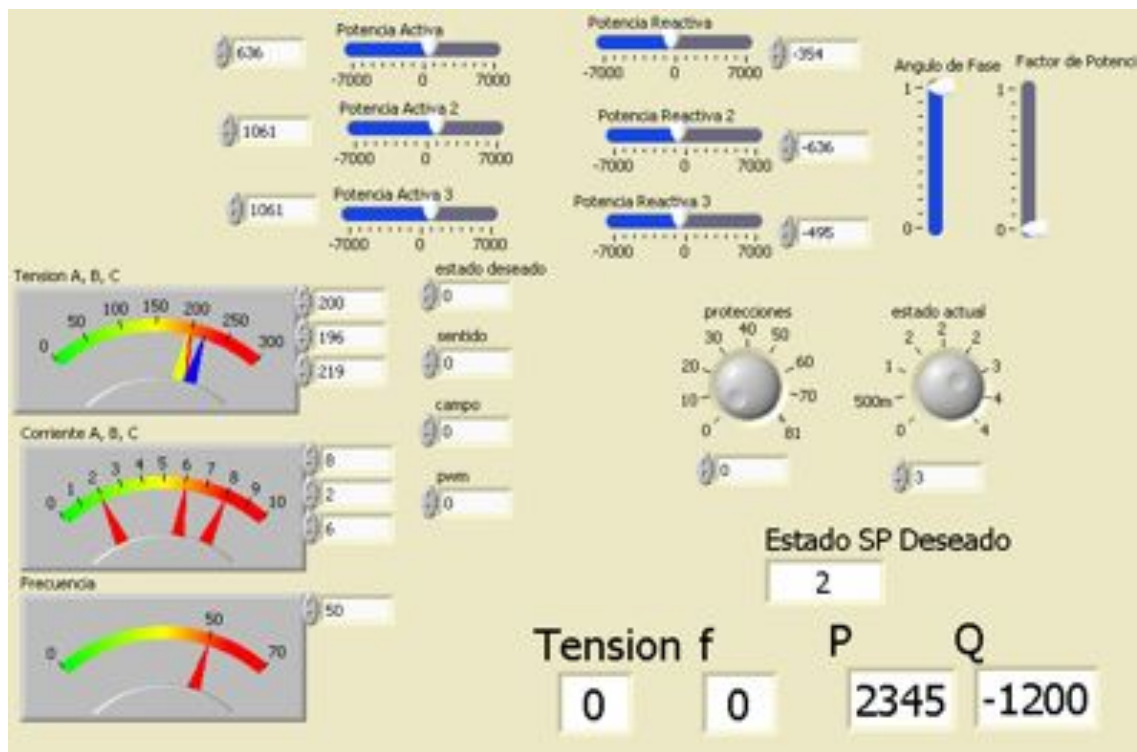 Potencia Activa
636
-7000 0 7000
Potencia Reactiva
-354
-7000 0 7000
Angulo de Fase
1
0
Factor de Potenci
1
0
Potencia Activa 2
1061
-7000 0 7000
Potencia Reactiva 2
-636
-7000 0 7000
Potencia Activa 3
1061
-7000 0 7000
Potencia Reactiva 3
-495
-7000 0 7000
Tension A, B, C
0 50 100 150 200 250 300
200
196
219
estado deseado
0
sentido
0
campo
0
pwm
0
protecciones
0 10 20 30 40 50 60 70 81
0
estado actual
0 500m 1 2 2 2 3 4 4
3
Corriente A, B, C
0 1 2 3 4 5 6 7 8 9 10
8
2
6
Frecuencia
0 50 70
50
Estado SP Deseado
2
Tension f P Q
0 0 2345 -1200